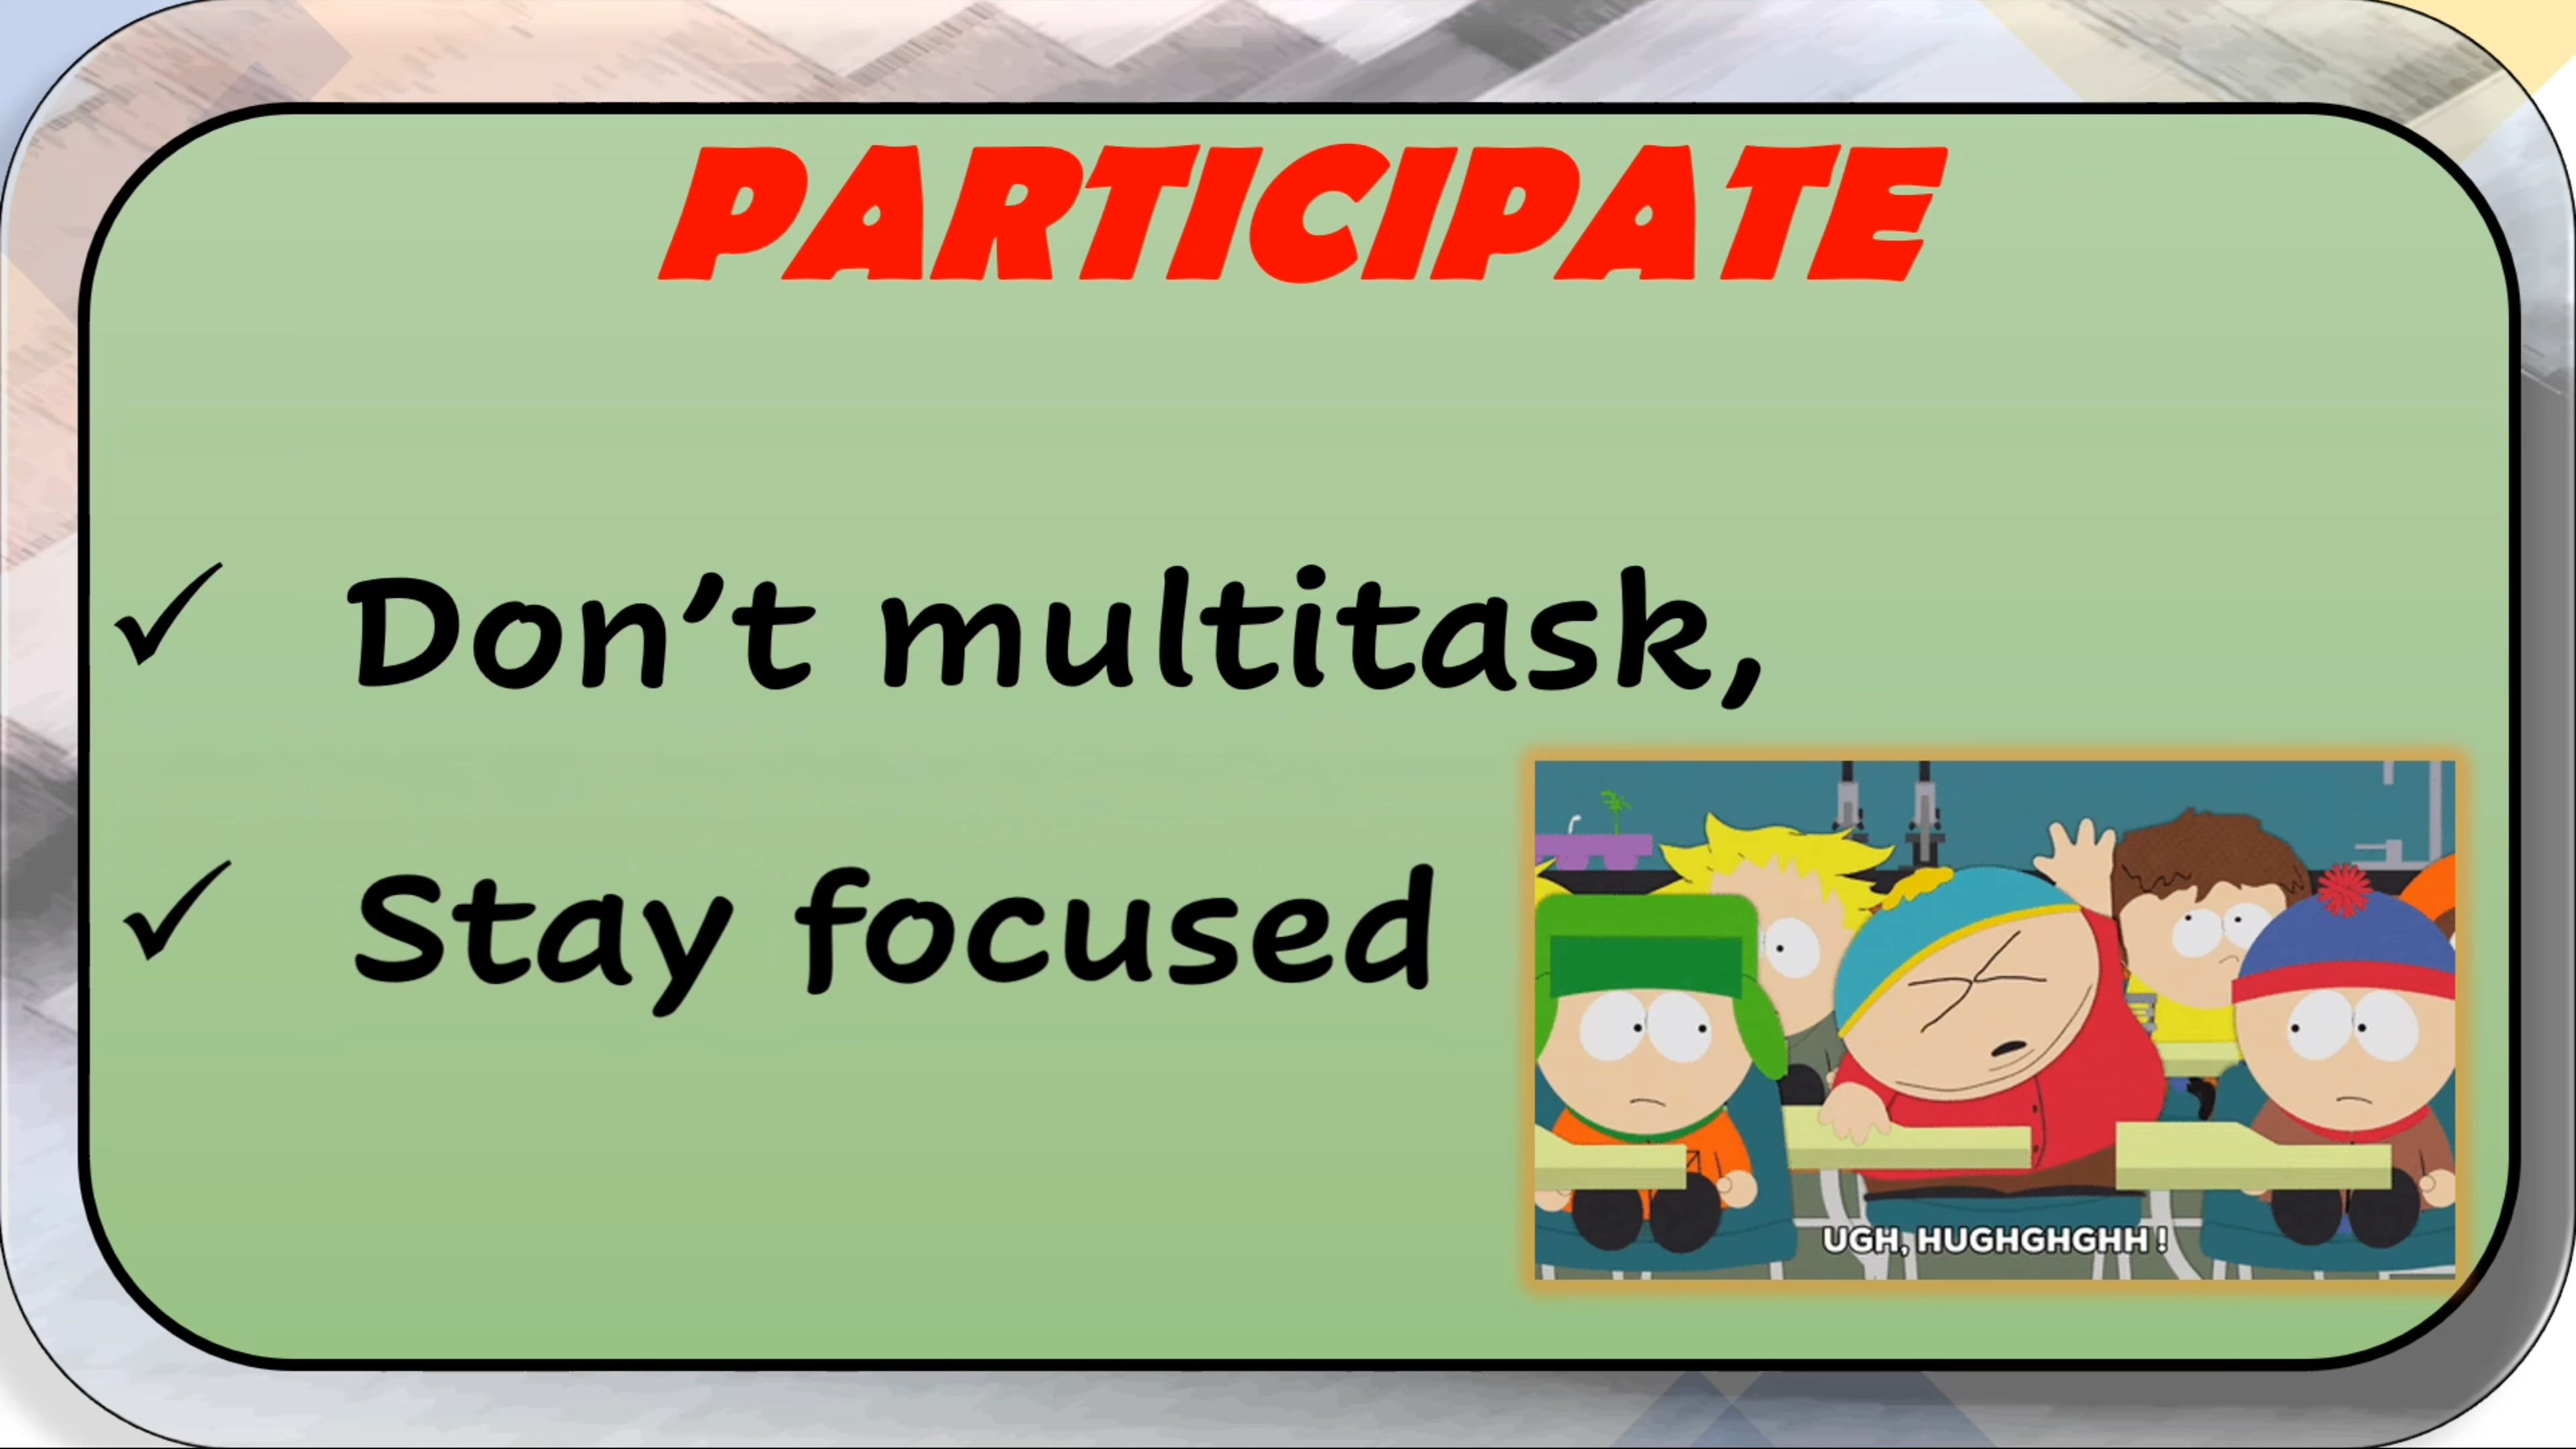 PARTICIPATE
✓ Don't multitask,
✓ Stay focused
UGH, HUGHGHGHH !